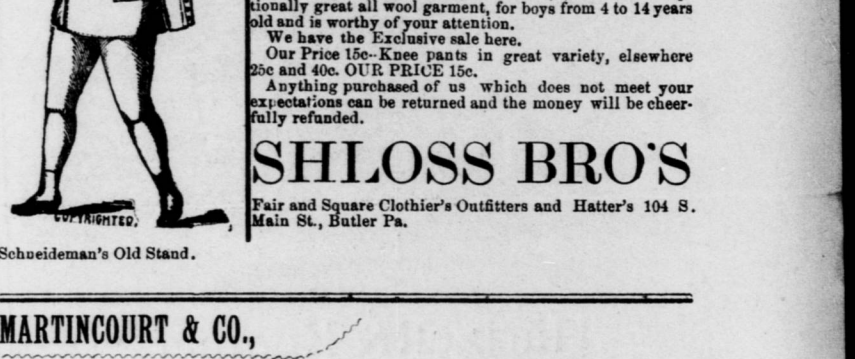 tionally great all wool garment, for boys from 4 to 14 years
old and is worthy of your attention.
We have the Exclusive sale here.
Our Price 15c--Knee pants in great variety, elsewhere
25c and 40c. OUR PRICE 15c.
Anything purchased of us which does not meet your
expectations can be returned and the money will be cheer-
fully refunded.
SHLOSS BRO'S
Fair and Square Clothier's Outfitters and Hatter's 104 S.
Main St., Butler Pa.
COPYRIGHTED,
Schneideman's Old Stand.
MARTINCOURT & CO.,